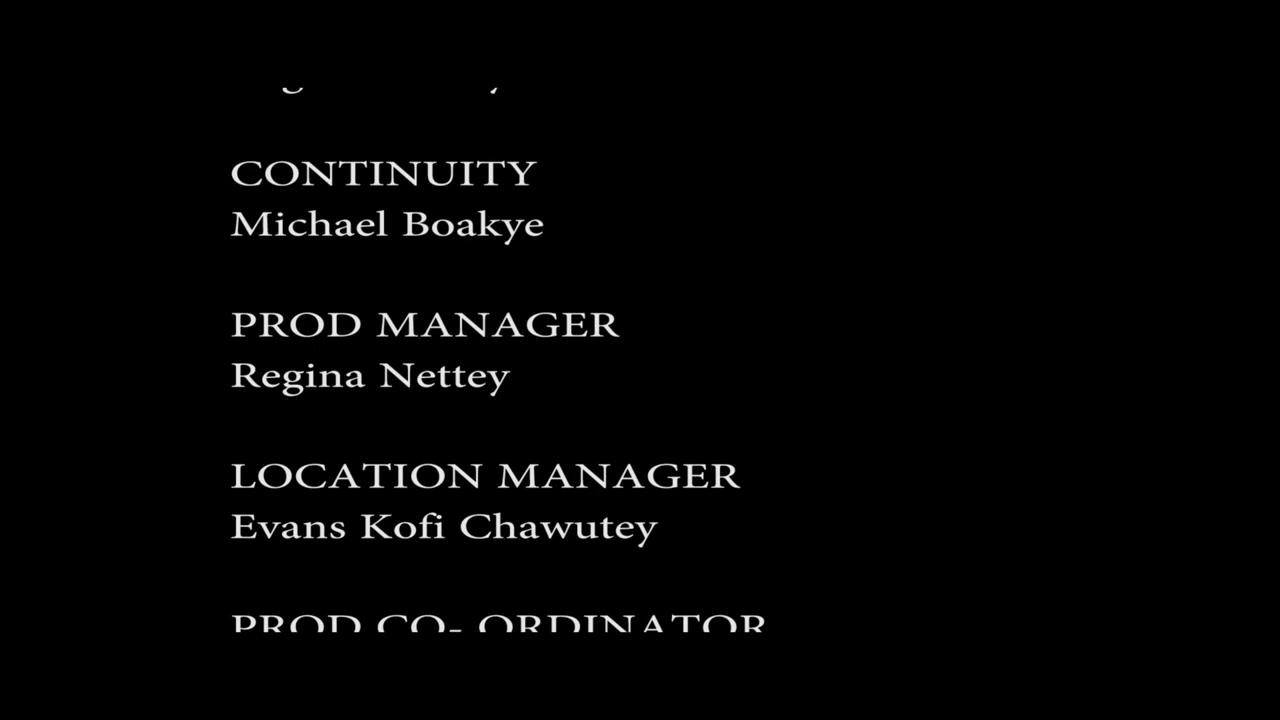 CONTINUITY
Michael Boakye
PROD MANAGER
Regina Nettey
LOCATION MANAGER
Evans Kofi Chawutey
PROD CO- ORDINATOR